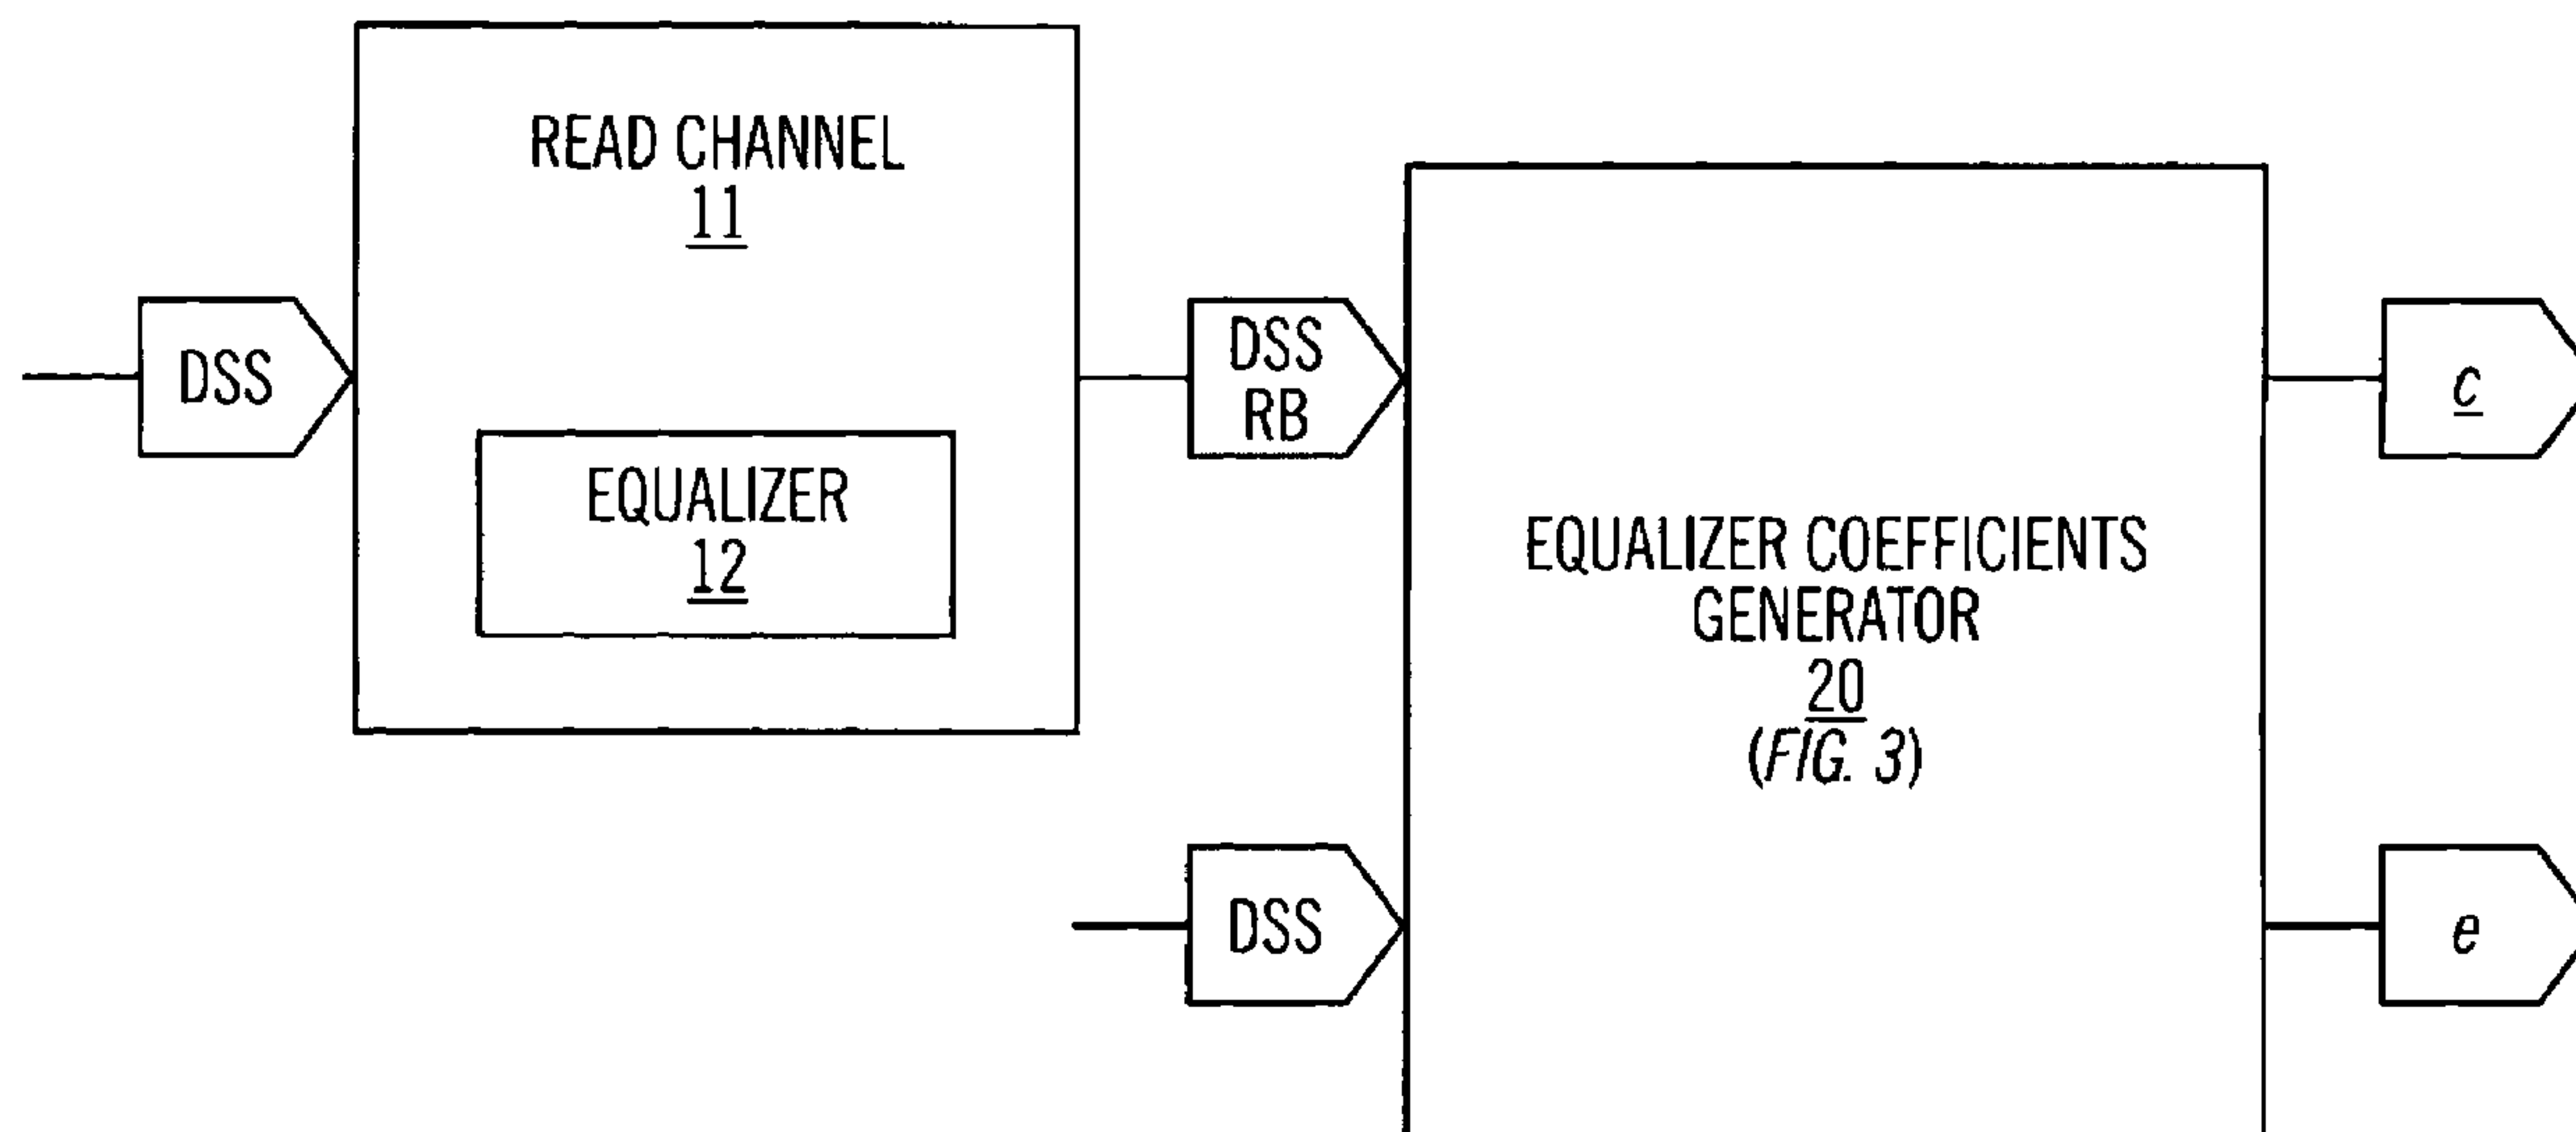 READ CHANNEL
11
DSS
EQUALIZER
12
DSS
RB
EQUALIZER COEFFICIENTS
GENERATOR
20
(FIG. 3)
DSS
c
e